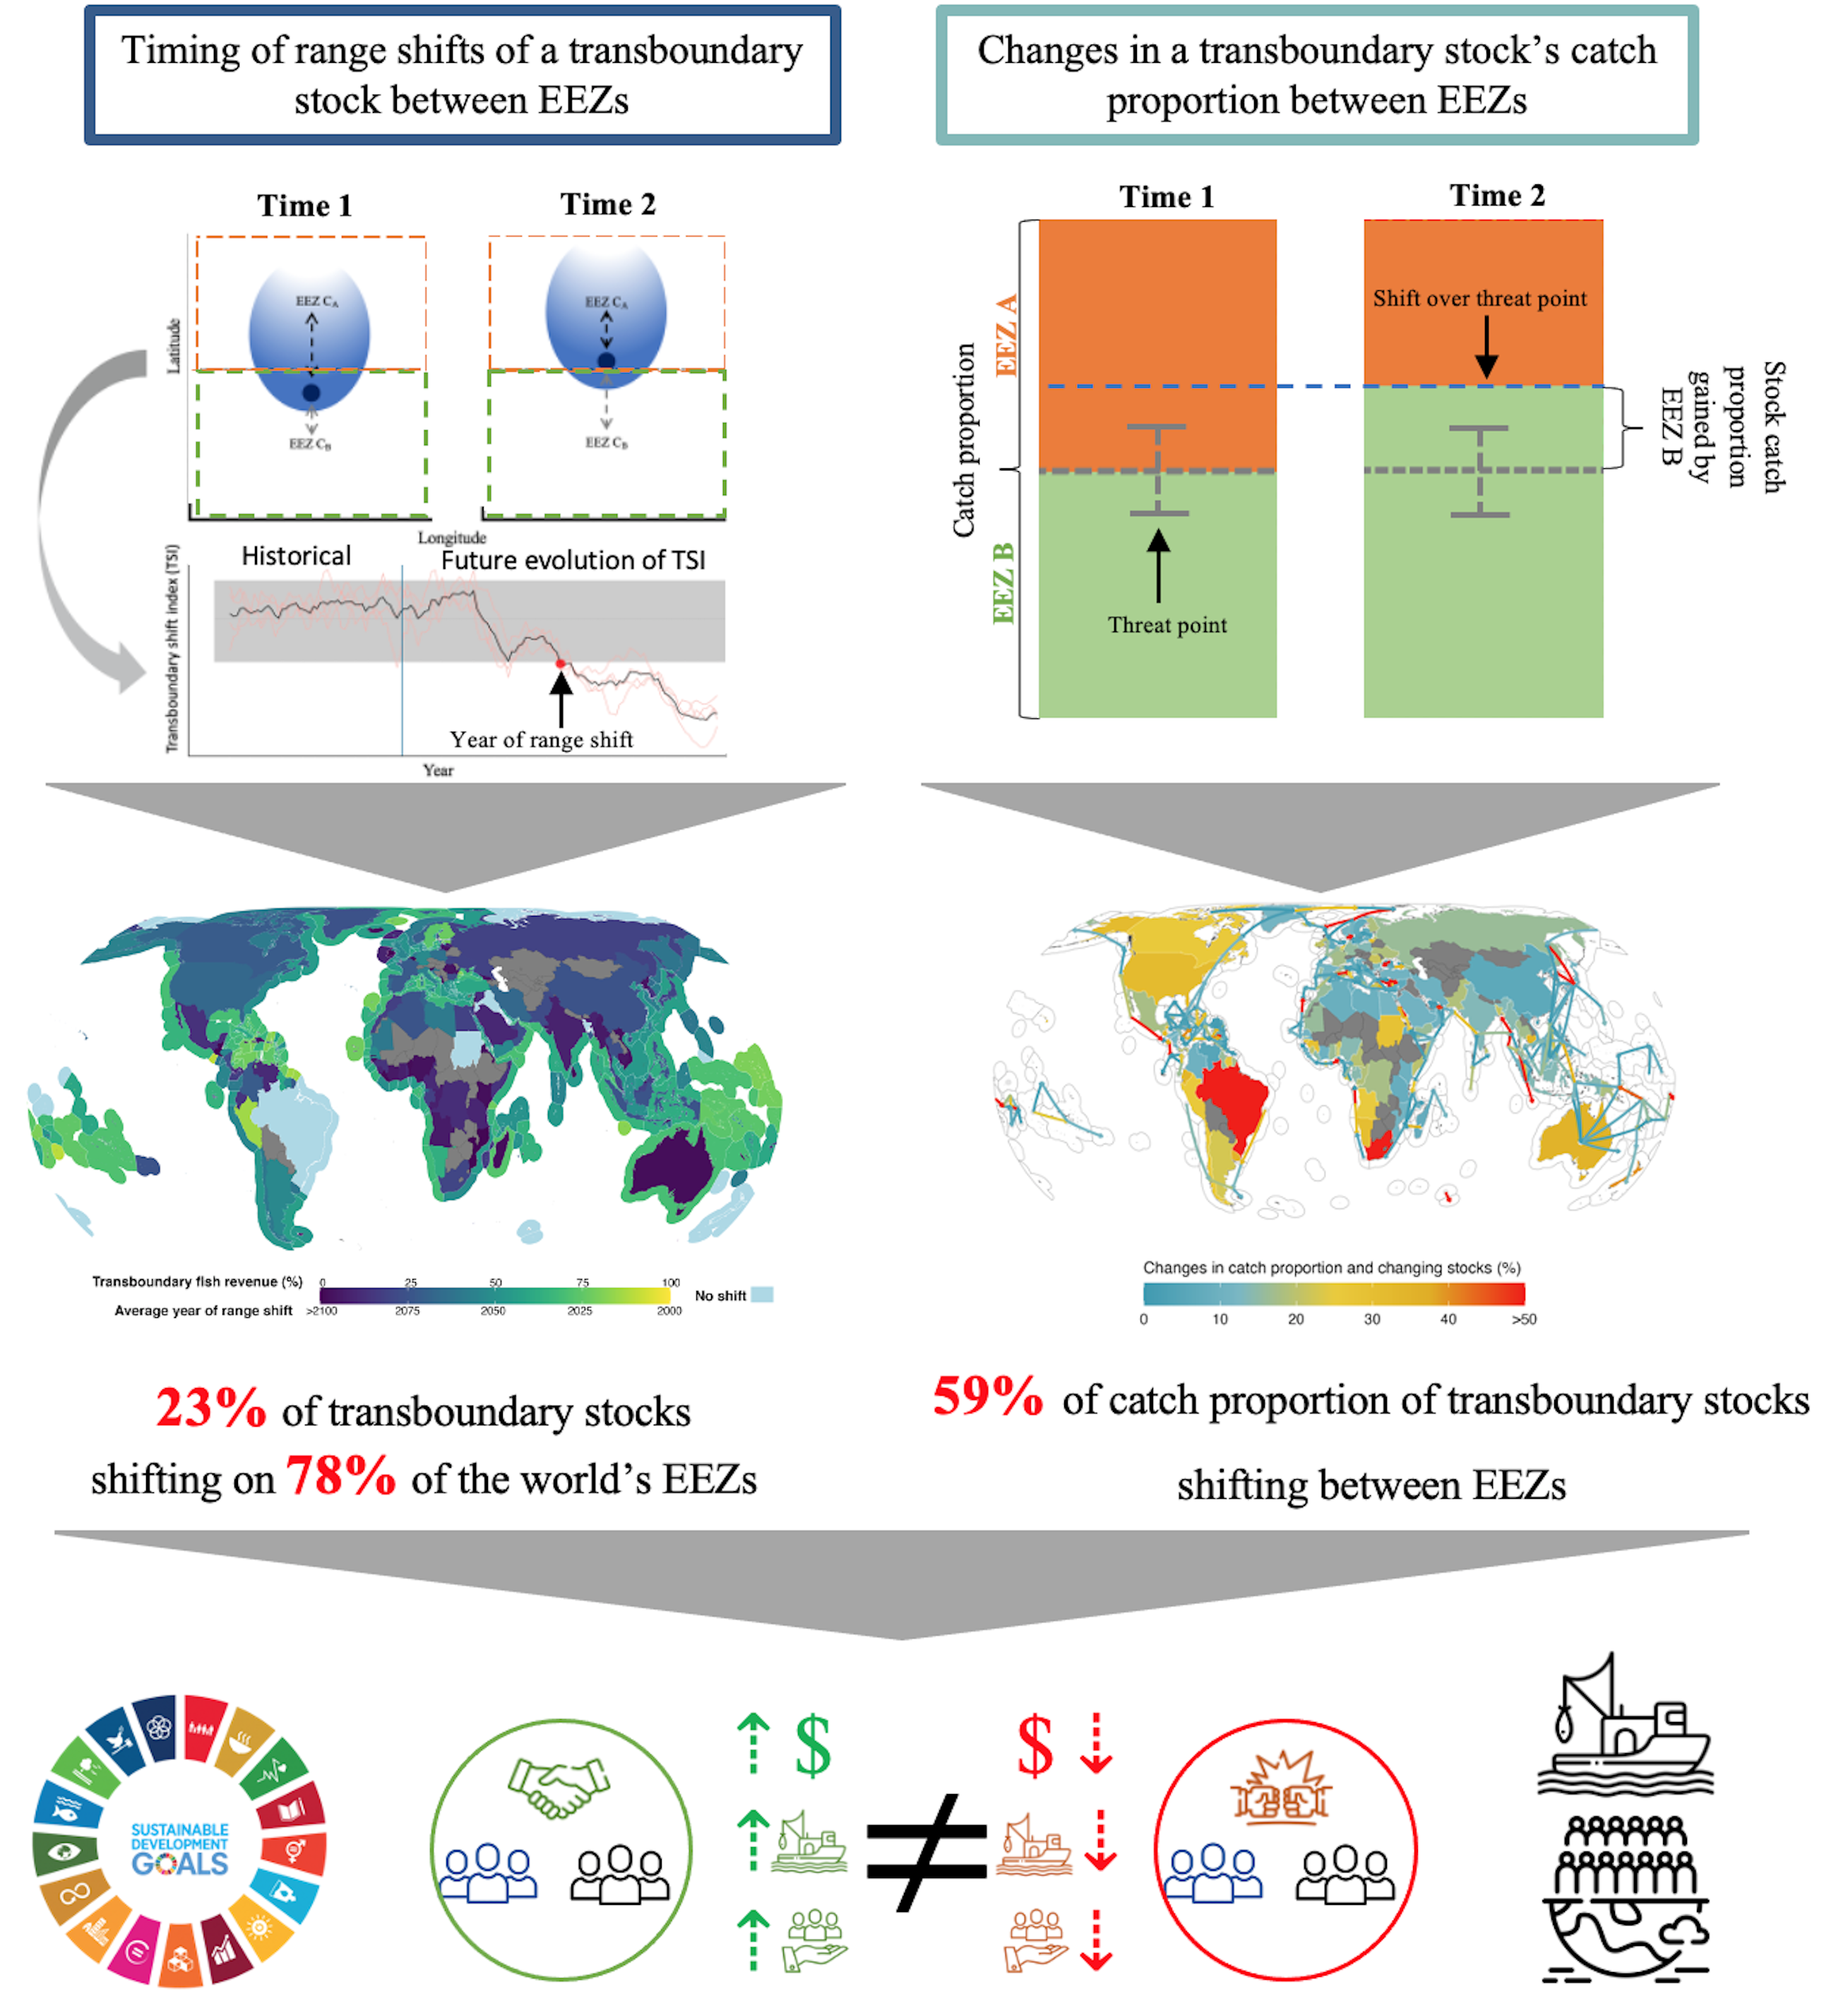 Timing of range shifts of a transboundary
stock between EEZs
Changes in a transboundary stock's catch
proportion between EEZs
Time 1
Time 2
Latitude
EEZ CA
EEZ CB
EEZ CA
EEZ CB
Longitude
Historical
Future evolution of TSI
Transboundary shift index (TSI)
Year of range shift
Year
Time 1
Time 2
Catch proportion
EEZ A
EEZ B
Shift over threat point
Threat point
Stock catch
proportion
gained by
EEZ B
Transboundary fish revenue (%)
0 25 50 75 100
Average year of range shift
>2100 2075 2050 2025 2000
No shift
Changes in catch proportion and changing stocks (%)
0 10 20 30 40 >50
23% of transboundary stocks
shifting on 78% of the world's EEZs
59% of catch proportion of transboundary stocks
shifting between EEZs
SUSTAINABLE
DEVELOPMENT
GOALS
$
$
≠